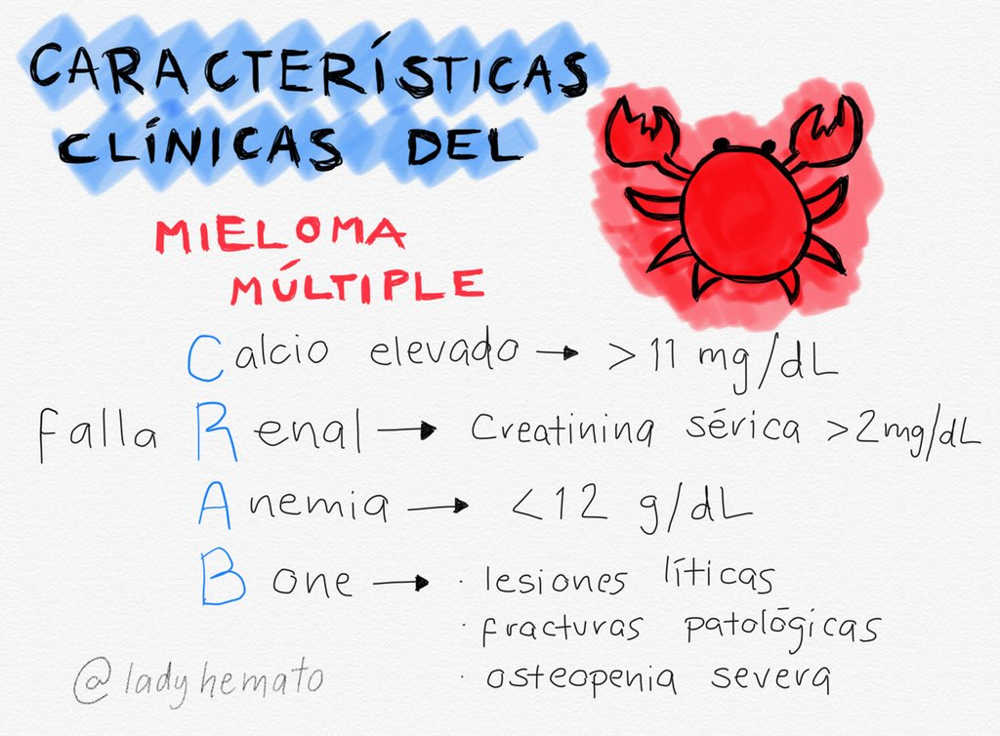 CARACTERÍSTICAS
CLÍNICAS DEL
MIELOMA
MÚLTIPLE
Calcio elevado → >11 mg/dL
Falla Renal → Creatinina sérica >2mg/dL
Anemia → <12 g/dL
Bone → · lesiones líticas
· fracturas patológicas
· osteopenia severa
@ladyhemato